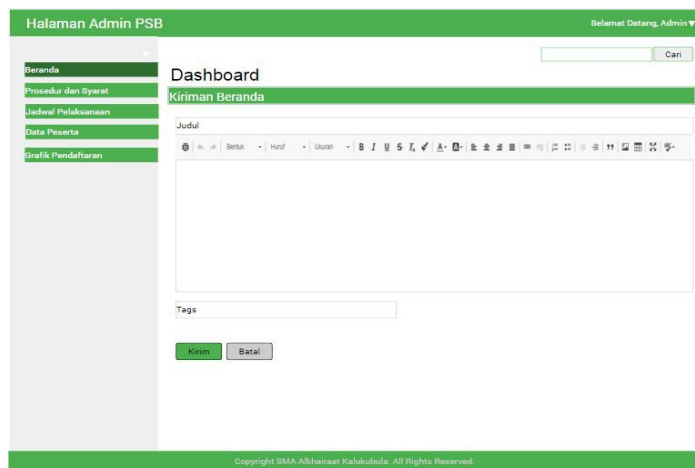 Halaman Admin PSB
Selamat Datang, Admin
Cari
Beranda
Prosedur dan Syarat
Jadwal Pelaksanaan
Data Peserta
Grafik Pendaftaran
Dashboard
Kiriman Beranda
Judul
Bentuk Huruf Ukuran B I U S Ix A A
Tags
Kirim Batal
Copyright SMA Alkhairaat Kalukubula. All Rights Reserved.